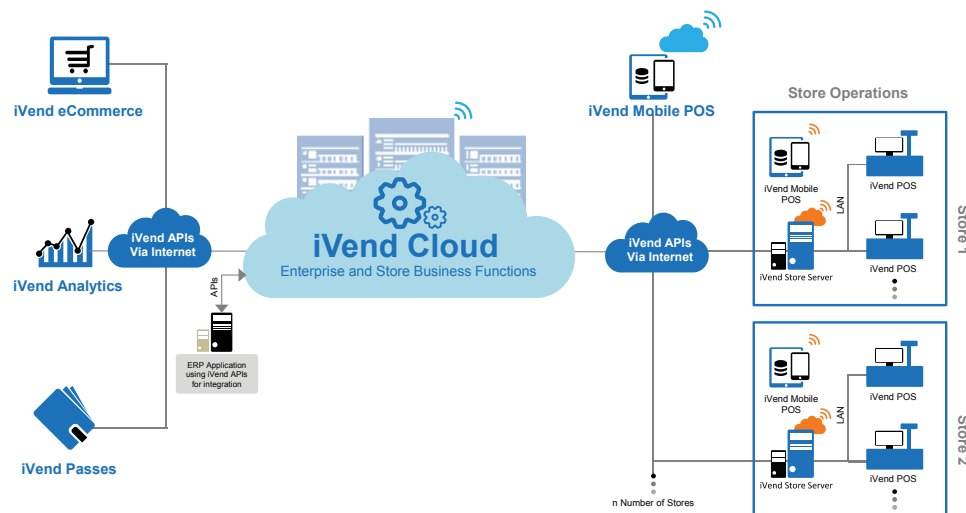 iVend eCommerce
iVend Analytics
iVend Passes
iVend APIs
Via Internet
iVend Cloud
Enterprise and Store Business Functions
APIs
ERP Application
using iVend APIs
for integration
iVend Mobile POS
iVend APIs
Via Internet
n Number of Stores
Store Operations
iVend Mobile
POS
iVend POS
LAN
iVend Store Server
iVend POS
Store 1
iVend Mobile
POS
iVend POS
LAN
iVend Store Server
iVend POS
Store 2